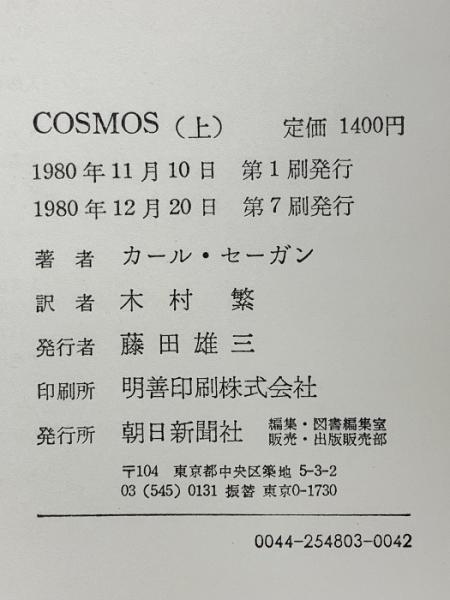 COSMOS (上) 定価 1400円
1980年11月10日 第1刷発行
1980年12月20日 第7刷発行
著者 カール・セーガン
訳者 木村 繁
発行者 藤田雄三
印刷所 明善印刷株式会社
発行所 朝日新聞社 編集・図書編集室
販売・出版販売部
〒104 東京都中央区築地 5-3-2
03 (545) 0131 振替 東京0-1730
0044-254803-0042